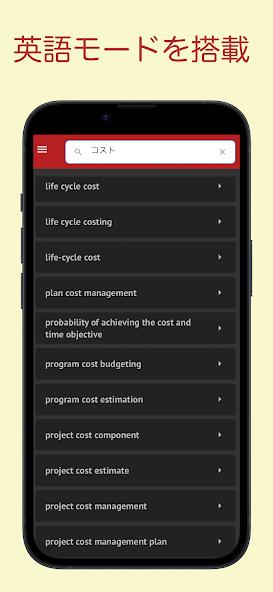 英語モードを搭載
コスト
life cycle cost
life cycle costing
life-cycle cost
plan cost management
probability of achieving the cost and
time objective
program cost budgeting
program cost estimation
project cost component
project cost estimate
project cost management
project cost management plan